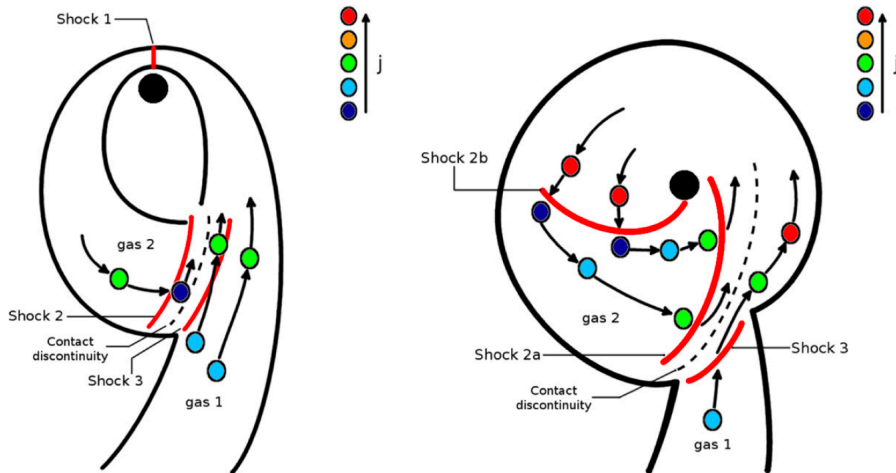 Shock 1
j
gas 2
Shock 2
Contact
discontinuity
Shock 3
gas 1
j
Shock 2b
gas 2
Shock 2a
Shock 3
Contact
discontinuity
gas 1